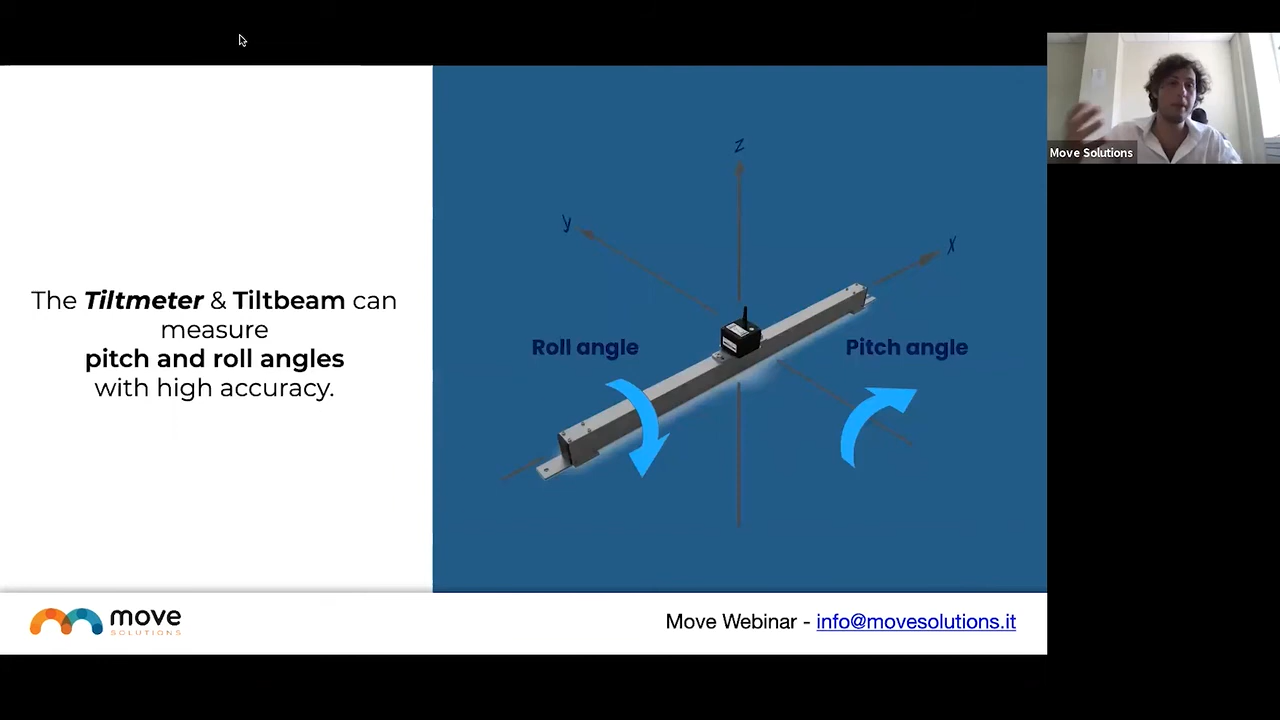 Move Solutions
z
y
x
The Tiltmeter & Tiltbeam can
measure
pitch and roll angles
with high accuracy.
Roll angle
Pitch angle
move
SOLUTIONS
Move Webinar - info@movesolutions.it